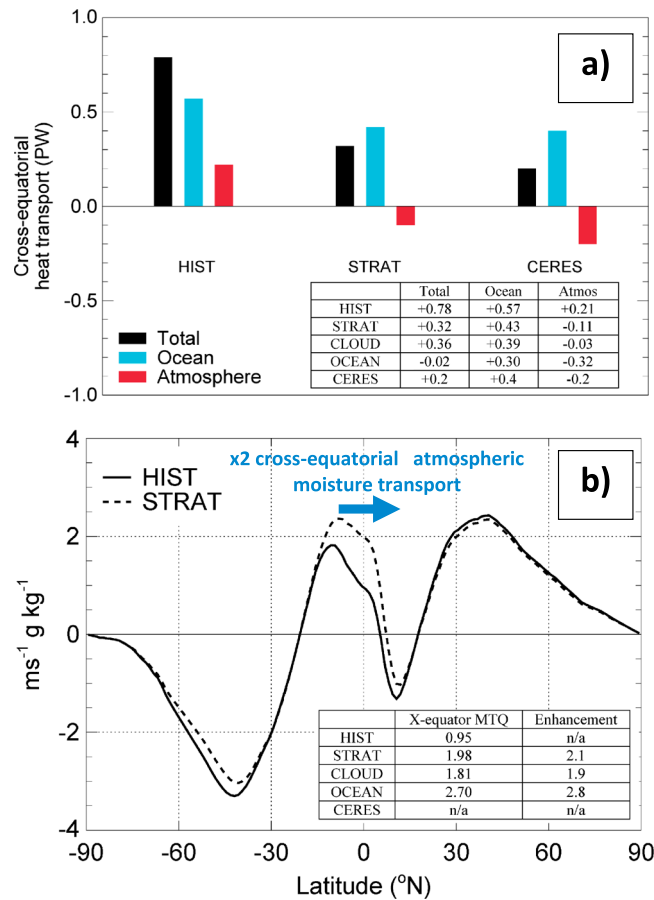 1.0
a)
0.5
0.0
-0.5
-1.0
Cross-equatorial
heat transport (PW)
HIST STRAT CERES
Total
Ocean
Atmosphere
Total Ocean Atmos
HIST +0.78 +0.57 +0.21
STRAT +0.32 +0.43 -0.11
CLOUD +0.36 +0.39 -0.03
OCEAN -0.02 +0.30 -0.32
CERES +0.2 +0.4 -0.2
4
2
0
-2
-4
ms-1 g kg-1
HIST
STRAT
x2 cross-equatorial atmospheric
moisture transport
b)
X-equator MTQ Enhancement
HIST 0.95 n/a
STRAT 1.98 2.1
CLOUD 1.81 1.9
OCEAN 2.70 2.8
CERES n/a n/a
-90 -60 -30 0 30 60 90
Latitude (oN)